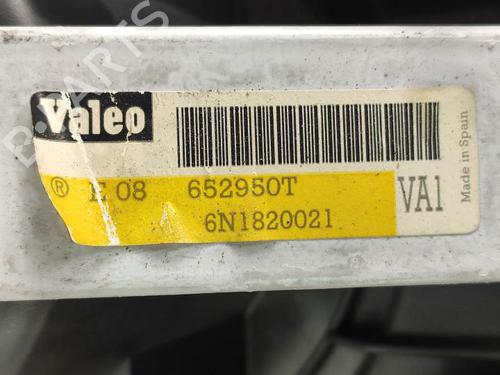 Valeo
® E 08 652950T
6N1820021
VA1
Made in Spain
B-PARTS